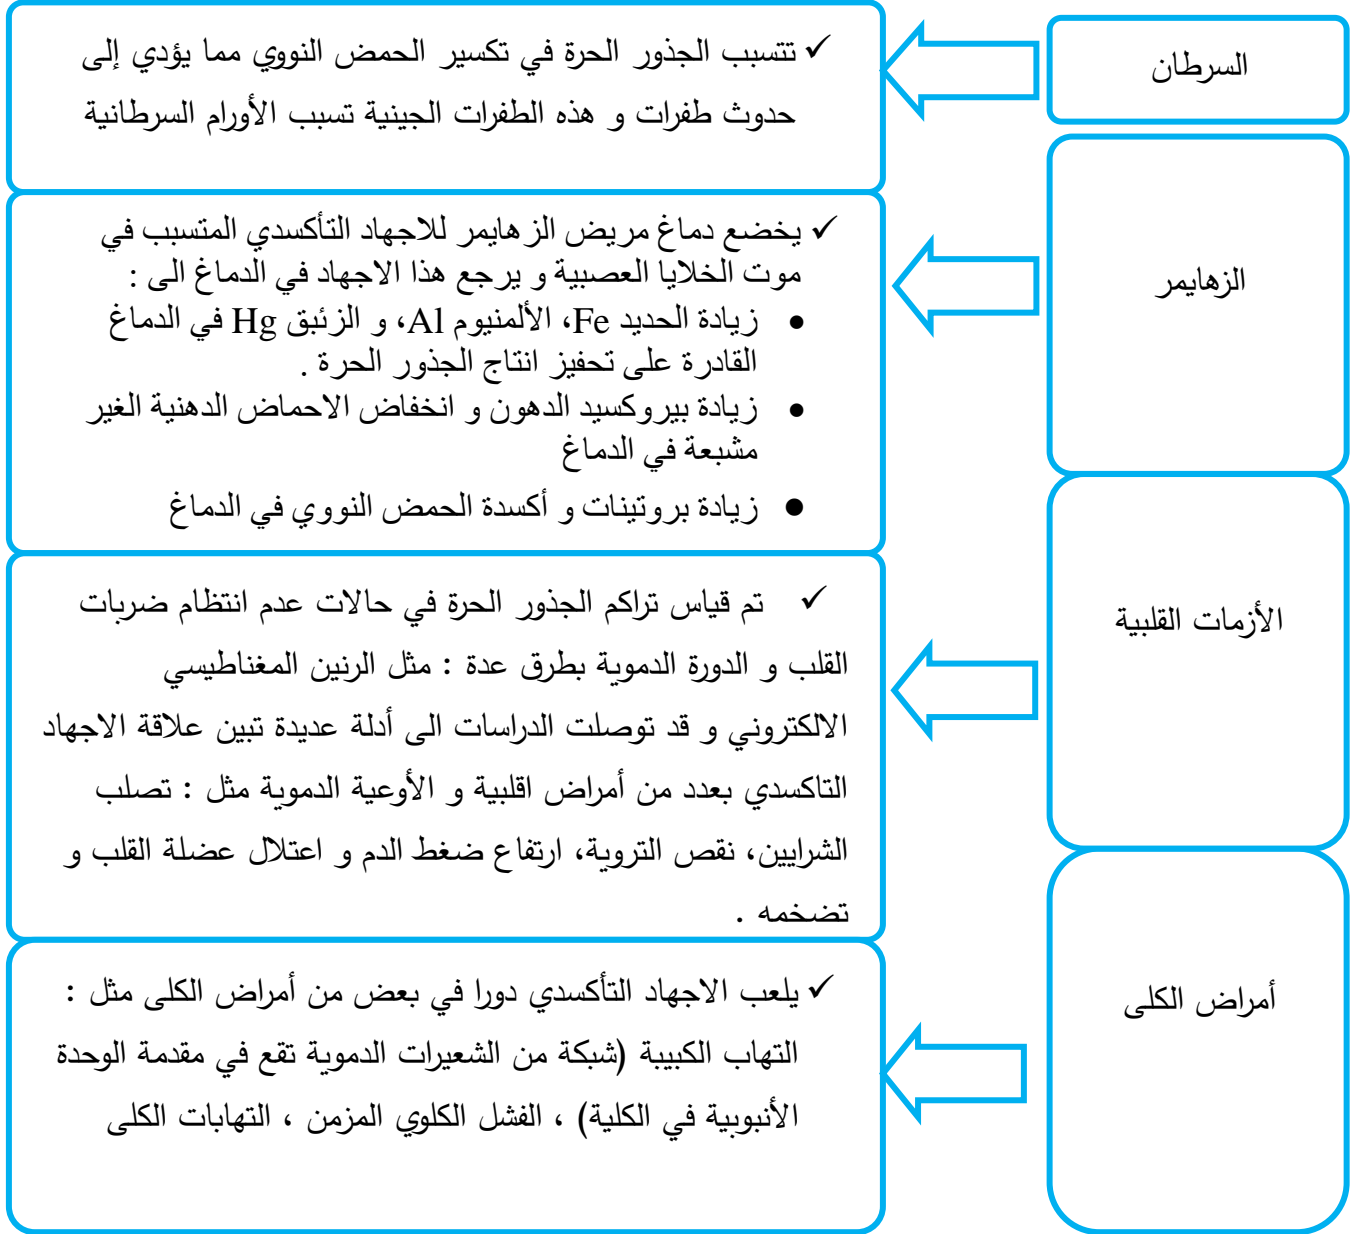 السرطان
✓ تتسبب الجذور الحرة في تكسير الحمض النووي مما يؤدي إلى
حدوث طفرات و هذه الطفرات الجينية تسبب الأورام السرطانية
الزهايمر
✓ يخضع دماغ مريض الزهايمر للاجهاد التأكسدي المتسبب في
موت الخلايا العصبية و يرجع هذا الاجهاد في الدماغ الى :
• زيادة الحديد Fe، الألمنيوم Al، و الزئبق Hg في الدماغ
القادرة على تحفيز انتاج الجذور الحرة .
• زيادة بيروكسيد الدهون و انخفاض الاحماض الدهنية الغير
مشبعة في الدماغ
• زيادة بروتينات و أكسدة الحمض النووي في الدماغ
الأزمات القلبية
✓ تم قياس تراكم الجذور الحرة في حالات عدم انتظام ضربات
القلب و الدورة الدموية بطرق عدة : مثل الرنين المغناطيسي
الالكتروني و قد توصلت الدراسات الى أدلة عديدة تبين علاقة الاجهاد
التاكسدي بعدد من أمراض اقلبية و الأوعية الدموية مثل : تصلب
الشرايين، نقص التروية، ارتفاع ضغط الدم و اعتلال عضلة القلب و
تضخمه .
أمراض الكلى
✓ يلعب الاجهاد التأكسدي دورا في بعض من أمراض الكلى مثل :
التهاب الكبيبة (شبكة من الشعيرات الدموية تقع في مقدمة الوحدة
الأنبوبية في الكلية) ، الفشل الكلوي المزمن ، التهابات الكلى